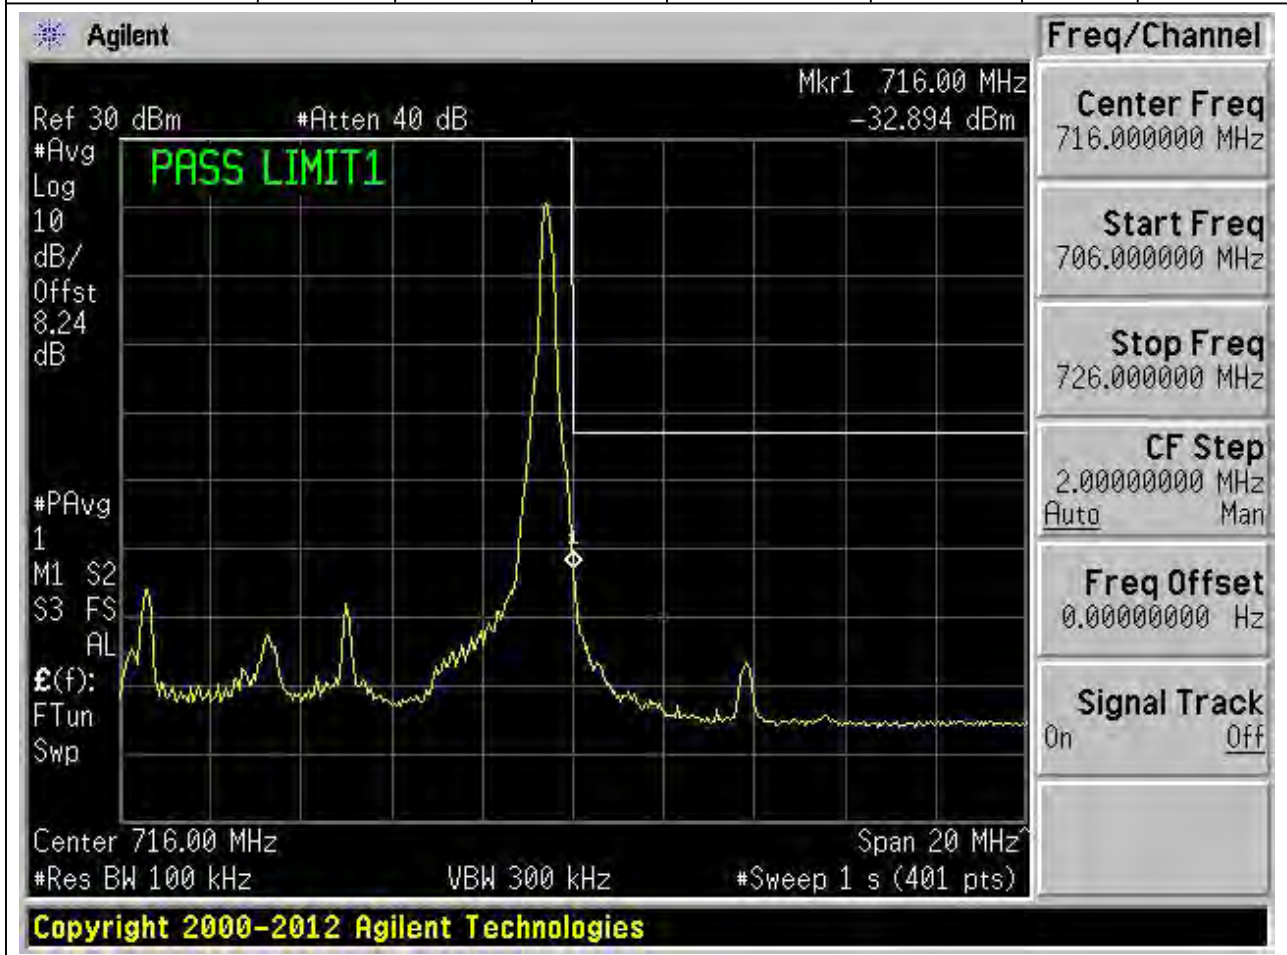 Agilent
Freq/Channel
Mkr1 716.00 MHz
Ref 30 dBm #Atten 40 dB -32.894 dBm
#Avg
Log
10
dB/
Offst
8.24
dB
PASS LIMIT1
#PAvg
1
M1 S2
S3 FS
AL
£(f):
FTun
Swp
1
Center 716.00 MHz Span 20 MHz^
#Res BW 100 kHz VBW 300 kHz #Sweep 1 s (401 pts)
Center Freq
716.000000 MHz
Start Freq
706.000000 MHz
Stop Freq
726.000000 MHz
CF Step
2.00000000 MHz
Auto Man
Freq Offset
0.00000000 Hz
Signal Track
On Off
Copyright 2000-2012 Agilent Technologies